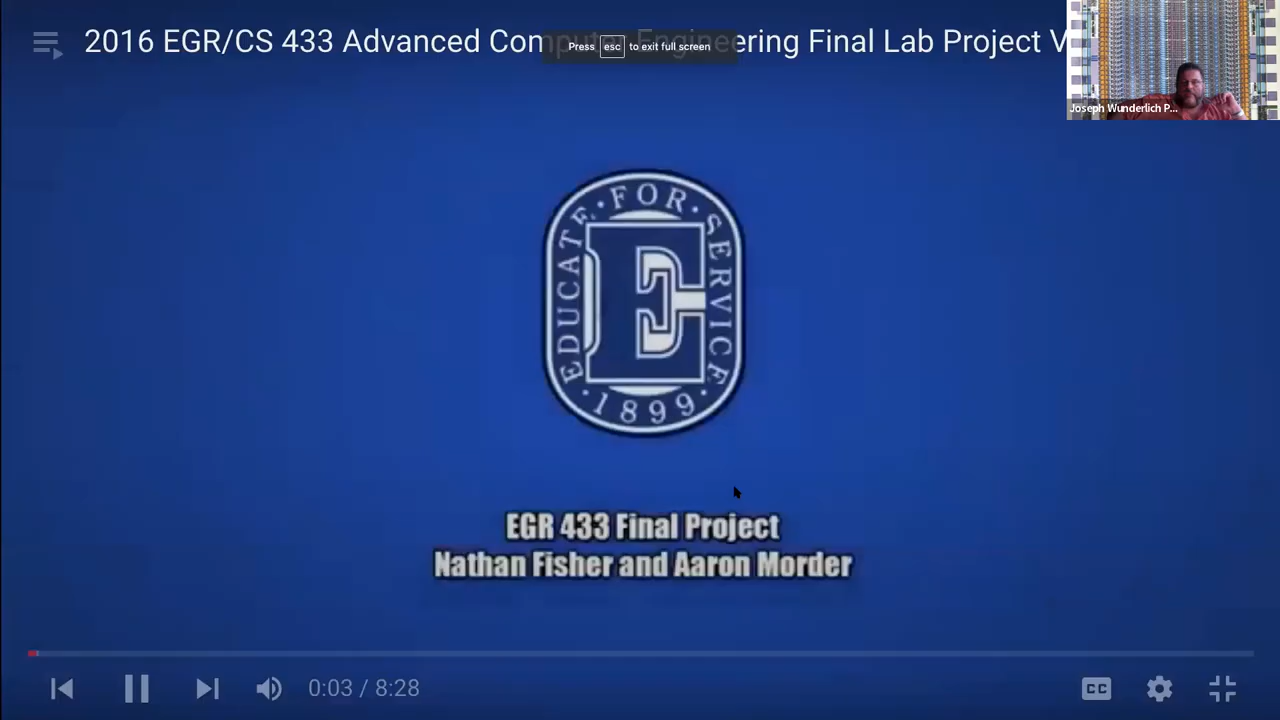 2016 EGR/CS 433 Advanced Com ering Final Lab Project V
Press esc to exit full screen
Joseph Wunderlich P...
EDUCATE · FOR · SERVICE
· 1899 ·
E
EGR 433 Final Project
Nathan Fisher and Aaron Morder
0:03 / 8:28
CC